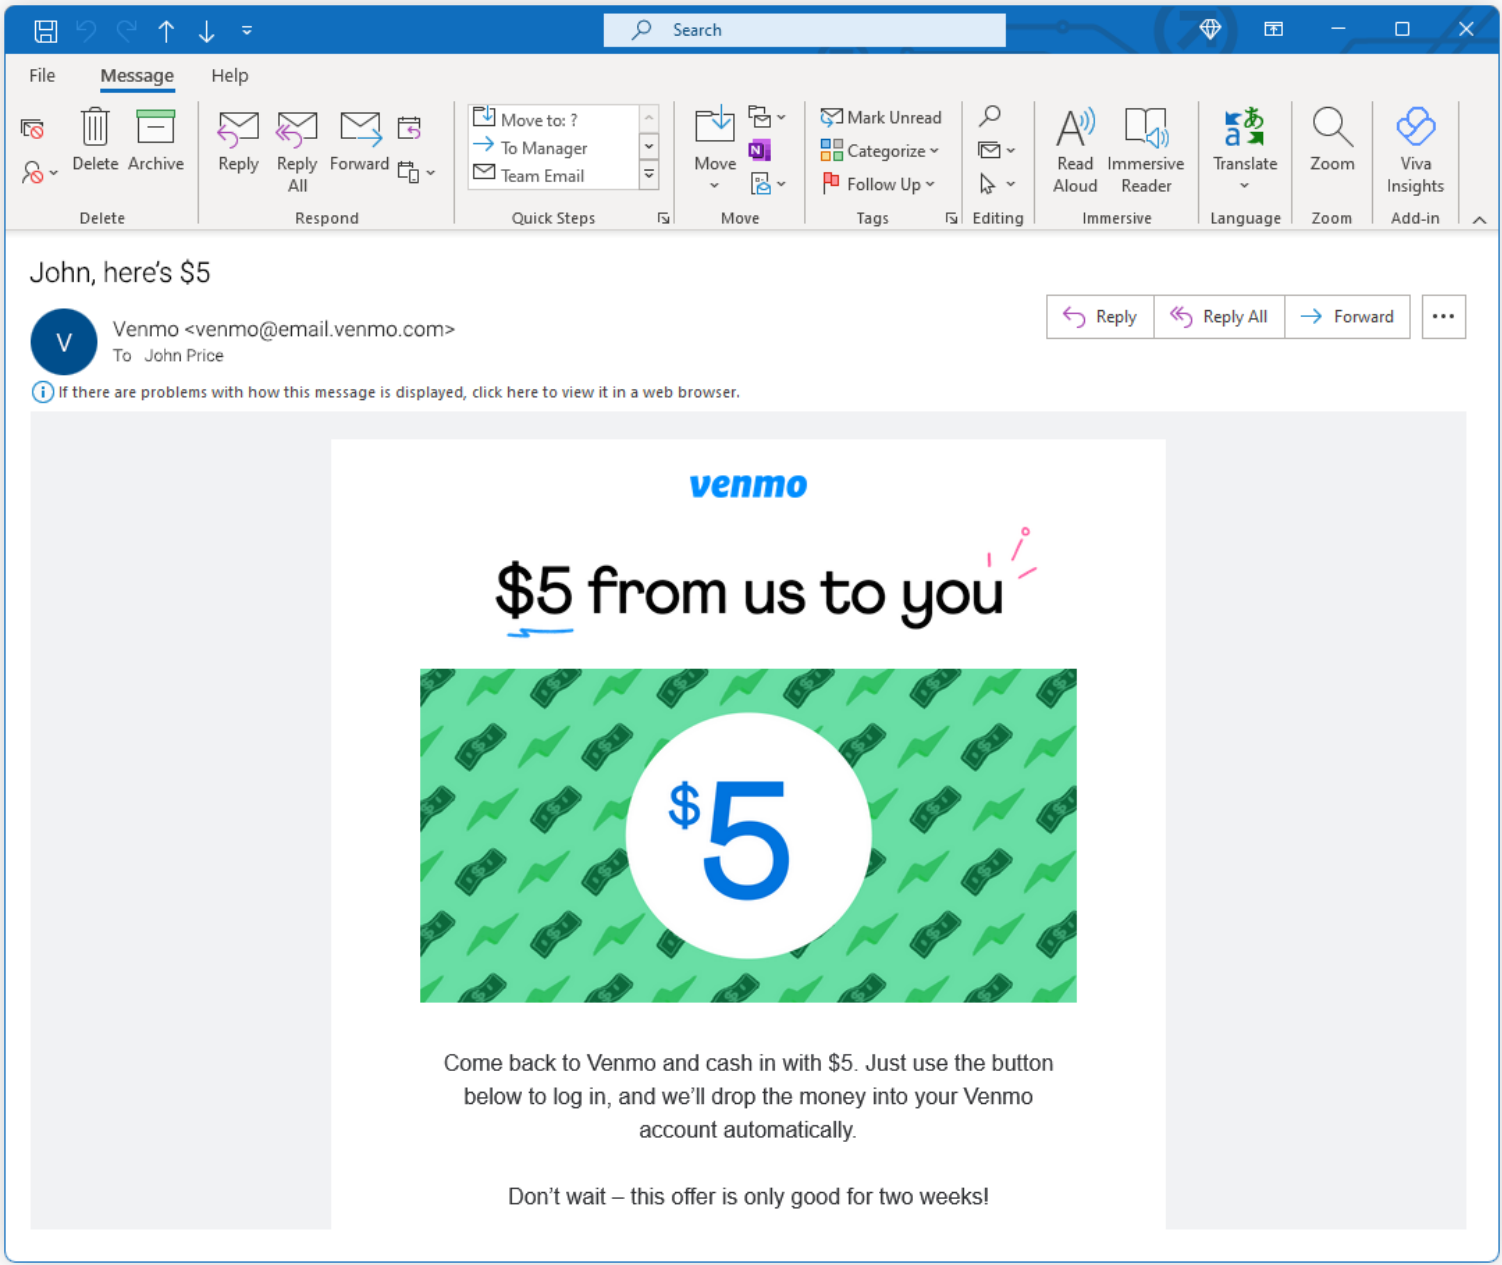 Search
File Message Help
Delete Archive
Reply Reply All Forward
Move to: ?
To Manager
Team Email
Move
Mark Unread
Categorize
Follow Up
Read Aloud Immersive Reader
Translate
Zoom
Viva Insights
Delete Respond Quick Steps Move Tags Editing Immersive Language Zoom Add-in
John, here’s $5
V
Venmo <venmo@email.venmo.com>
To John Price
Reply Reply All Forward
If there are problems with how this message is displayed, click here to view it in a web browser.
venmo
$5 from us to you
$5
Come back to Venmo and cash in with $5. Just use the button
below to log in, and we’ll drop the money into your Venmo
account automatically.
Don’t wait – this offer is only good for two weeks!